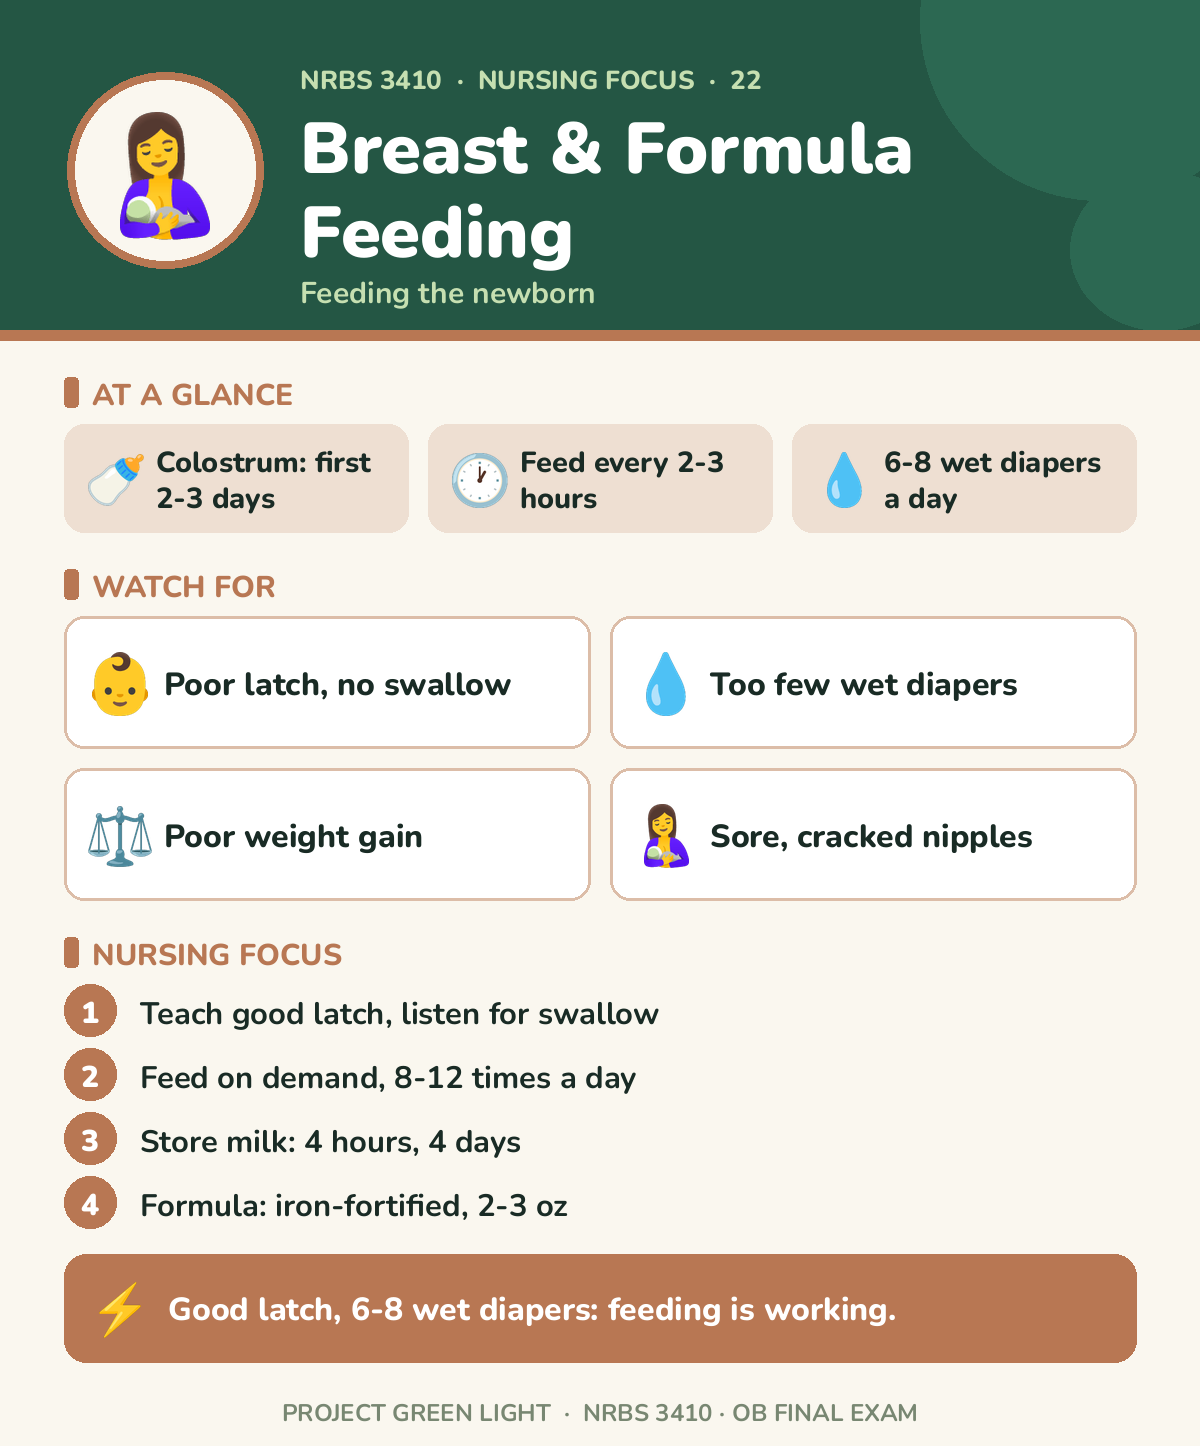 NRBS 3410 · NURSING FOCUS · 22
Breast & Formula
Feeding
Feeding the newborn
AT A GLANCE
Colostrum: first
2-3 days
Feed every 2-3
hours
6-8 wet diapers
a day
WATCH FOR
Poor latch, no swallow
Too few wet diapers
Poor weight gain
Sore, cracked nipples
NURSING FOCUS
1 Teach good latch, listen for swallow
2 Feed on demand, 8-12 times a day
3 Store milk: 4 hours, 4 days
4 Formula: iron-fortified, 2-3 oz
Good latch, 6-8 wet diapers: feeding is working.
PROJECT GREEN LIGHT · NRBS 3410 · OB FINAL EXAM